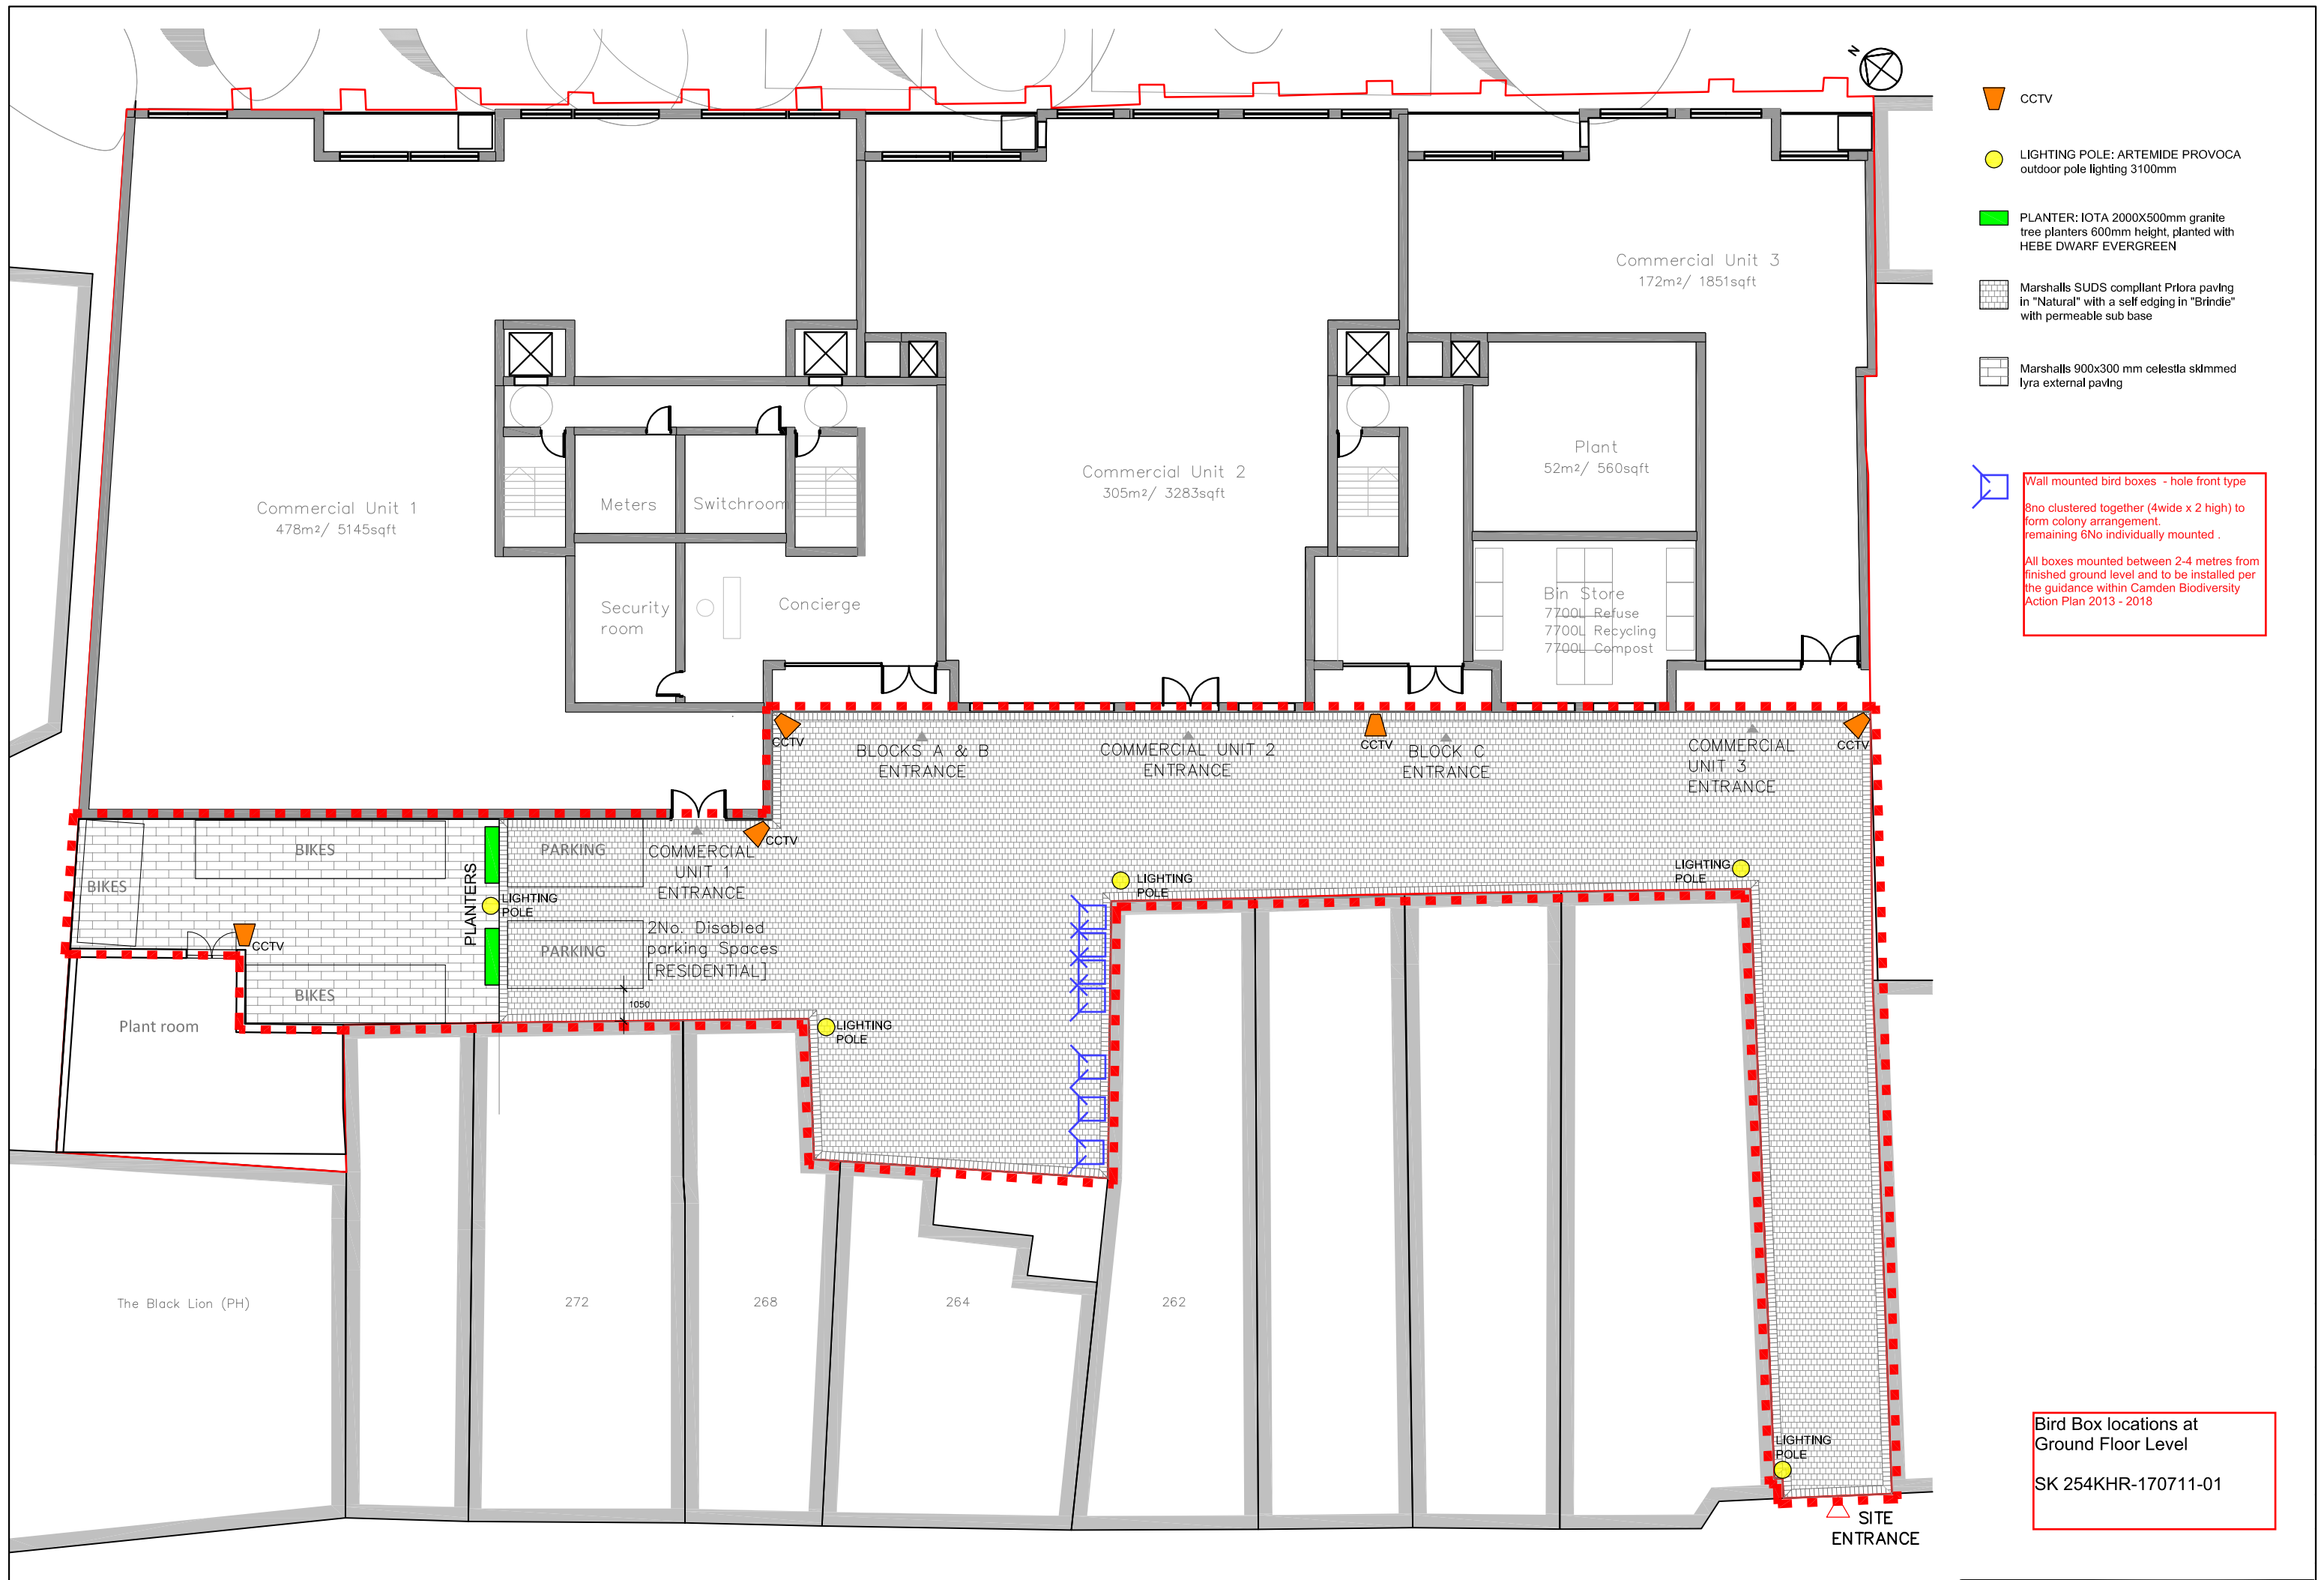 N
CCTV
LIGHTING POLE: ARTEMIDE PROVOCA
outdoor pole lighting 3100mm
PLANTER: IOTA 2000X500mm granite
tree planters 600mm height, planted with
HEBE DWARF EVERGREEN
Marshalls SUDS compliant Priora paving
in "Natural" with a self edging in "Brindie"
with permeable sub base
Marshalls 900x300 mm celestia skimmed
lyra external paving
Wall mounted bird boxes - hole front type
8no clustered together (4wide x 2 high) to
form colony arrangement.
remaining 6No individually mounted .
All boxes mounted between 2-4 metres from
finished ground level and to be installed per
the guidance within Camden Biodiversity
Action Plan 2013 - 2018
Commercial Unit 3
172m²/ 1851sqft
Plant
52m²/ 560sqft
Commercial Unit 2
305m²/ 3283sqft
Commercial Unit 1
478m²/ 5145sqft
Meters
Switchroom
Security
room
Concierge
Bin Store
7700L Refuse
7700L Recycling
7700L Compost
CCTV
BLOCKS A & B
ENTRANCE
COMMERCIAL UNIT 2
ENTRANCE
CCTV
BLOCK C
ENTRANCE
COMMERCIAL
UNIT 3
ENTRANCE
CCTV
BIKES
BIKES
PLANTERS
PARKING
COMMERCIAL
UNIT 1
ENTRANCE
CCTV
LIGHTING
POLE
LIGHTING
POLE
LIGHTING
POLE
CCTV
PARKING
2No. Disabled
parking Spaces
[RESIDENTIAL]
BIKES
1050
Plant room
LIGHTING
POLE
The Black Lion (PH)
272
268
264
262
LIGHTING
POLE
SITE
ENTRANCE
Bird Box locations at
Ground Floor Level
SK 254KHR-170711-01